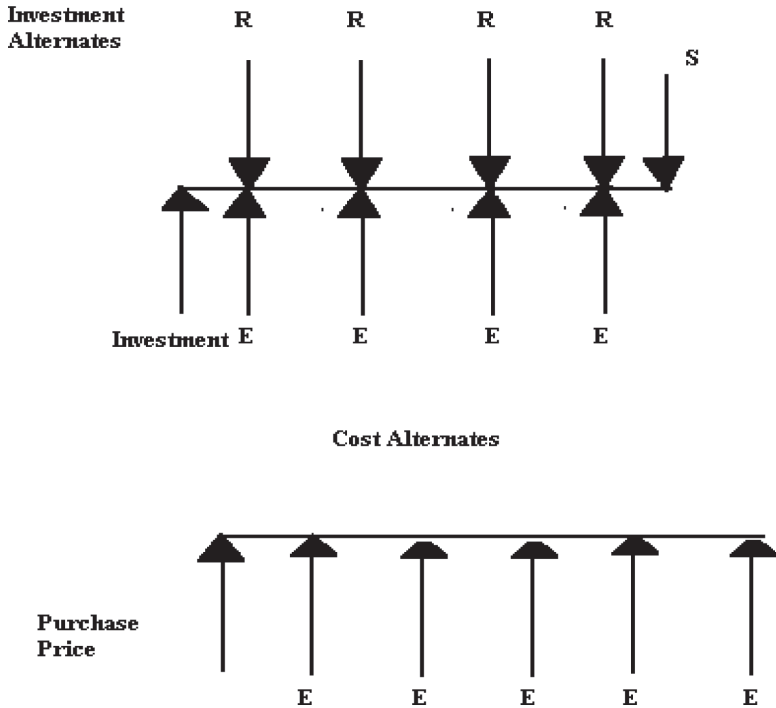 Investment
Alternates
R R R R
S
Investment E E E E
Cost Alternates
Purchase
Price
E E E E E